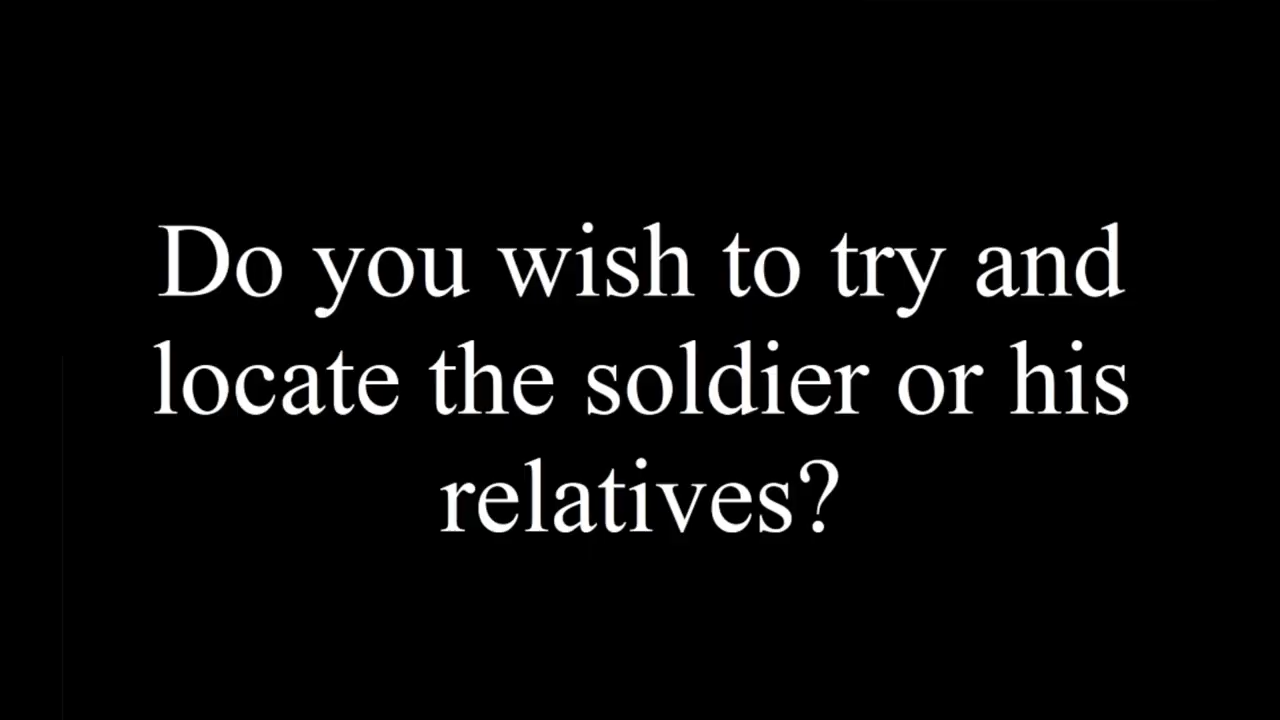 Do you wish to try and
locate the soldier or his
relatives?